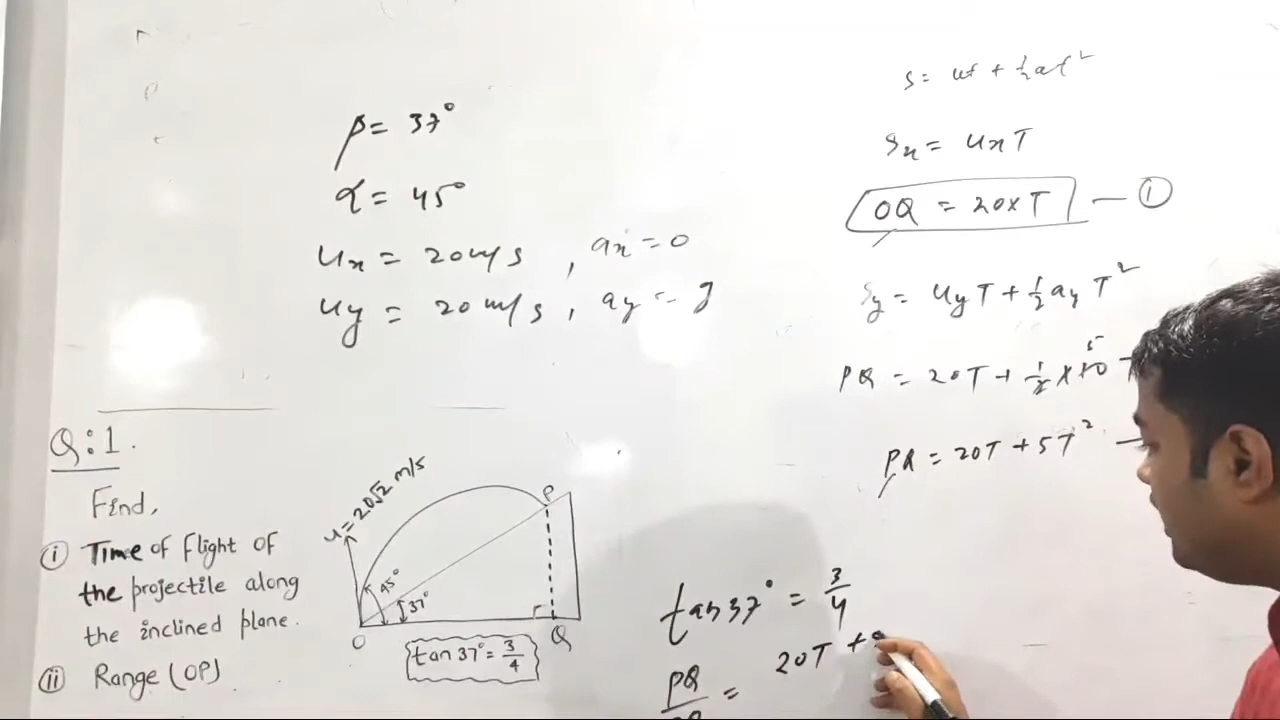 β = 37°
α = 45°
ux = 20 m/s , ax = 0
uy = 20 m/s , ay = g
Q:1.
Find,
(i) Time of flight of
the projectile along
the inclined plane.
(ii) Range (OP)
u = 20√2 m/s
P
45°
37°
O
Q
tan 37° = 3/4
S = ut + ½at²
Sx = uxT
OQ = 20×T — (1)
Sy = uyT + ½ ay T²
PQ = 20T + ½ × 10 5
PQ = 20T + 5T² —
tan 37° = 3/4
PQ = 20T +